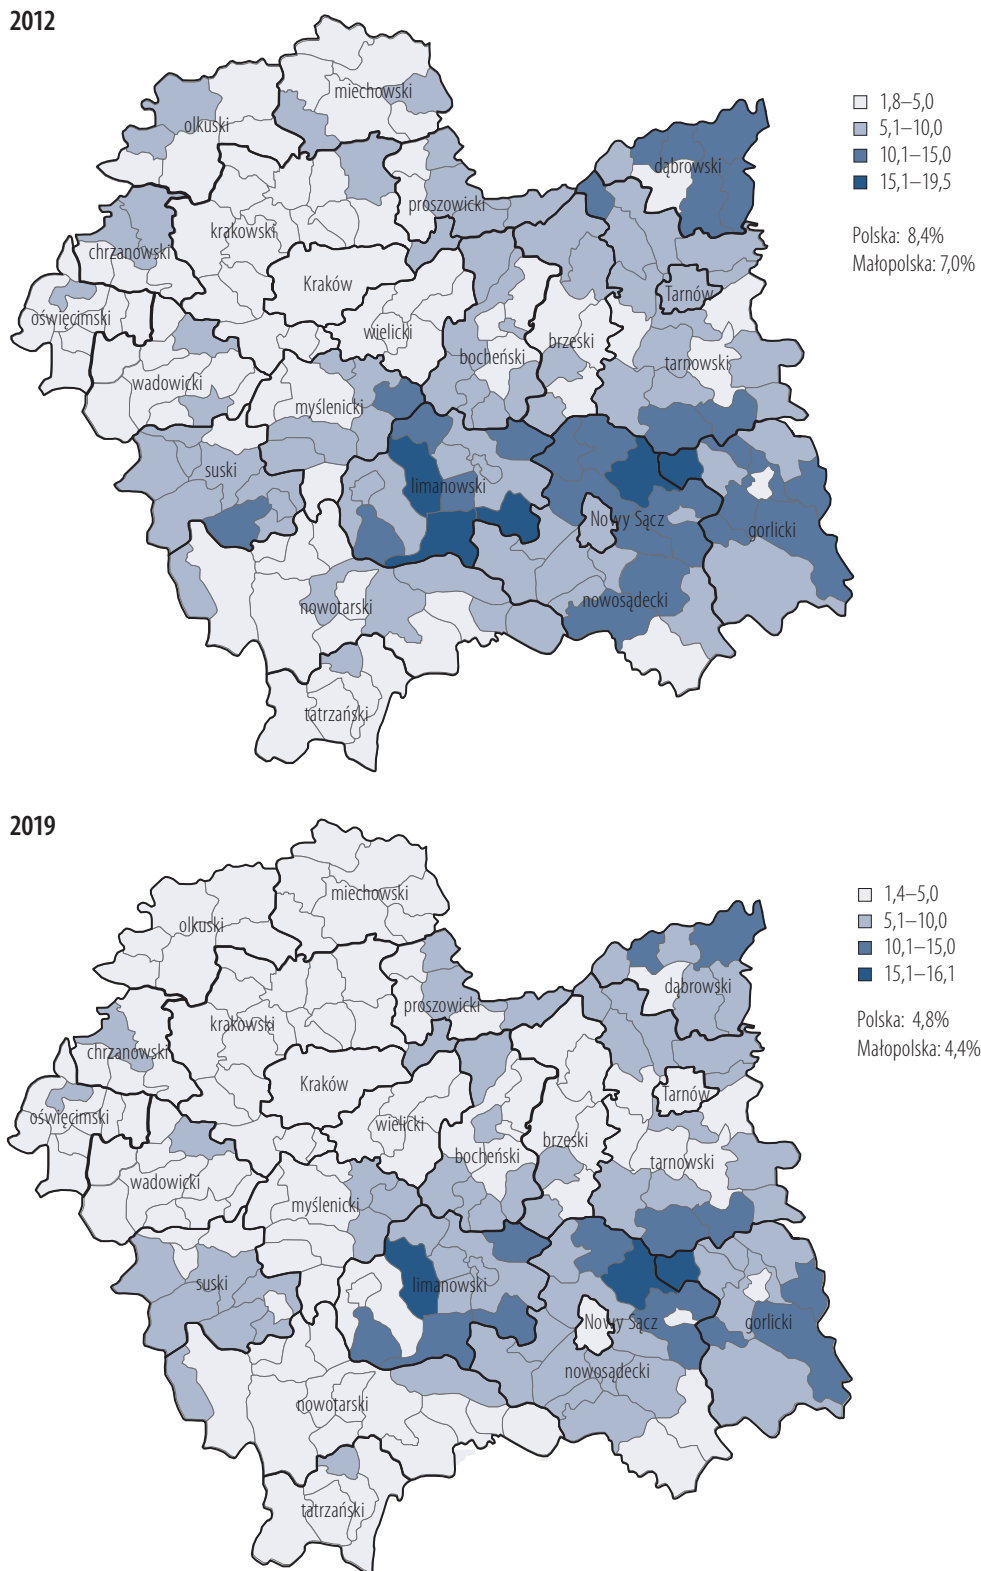 2012
miechowski
olkuski
1,8–5,0
5,1–10,0
10,1–15,0
15,1–19,5
dąbrowski
proszowicki
krakowski
chrzanowski
Polska: 8,4%
Małopolska: 7,0%
Kraków
Tarnów
oświęcimski
wielicki
brzeski
bocheński
tarnowski
wadowicki
myślenicki
suski
limanowski
Nowy Sącz
gorlicki
nowotarski
nowosądecki
tatrzański
2019
miechowski
olkuski
1,4–5,0
5,1–10,0
10,1–15,0
15,1–16,1
dąbrowski
proszowicki
krakowski
Polska: 4,8%
Małopolska: 4,4%
chrzanowski
Kraków
Tarnów
oświęcimski
wielicki
brzeski
bocheński
tarnowski
wadowicki
myślenicki
suski
limanowski
Nowy Sącz
gorlicki
nowosądecki
nowotarski
tatrzański